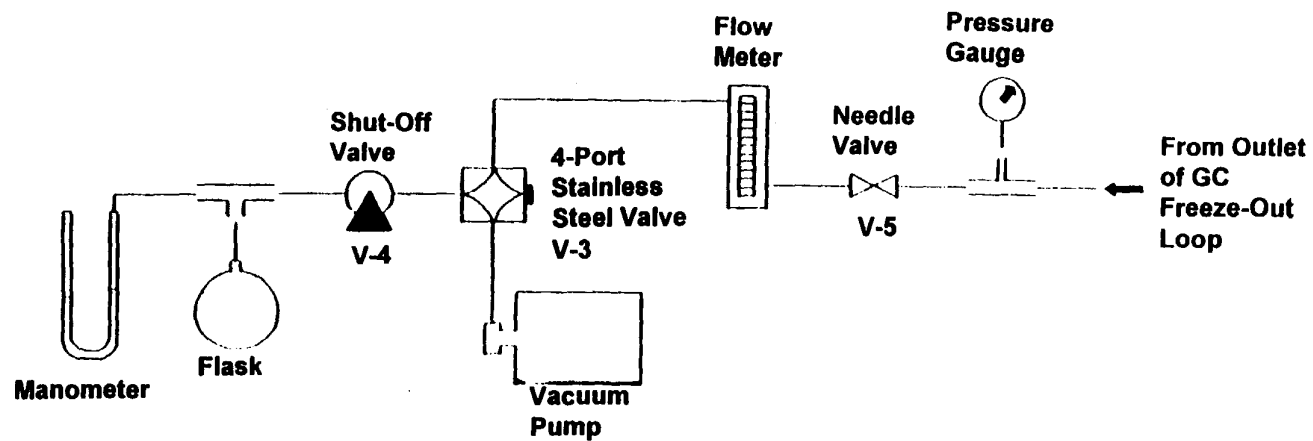 Flow
Meter
Pressure
Gauge
Shut-Off
Valve
V-4
4-Port
Stainless
Steel Valve
V-3
Needle
Valve
V-5
From Outlet
of GC
Freeze-Out
Loop
Manometer
Flask
Vacuum
Pump